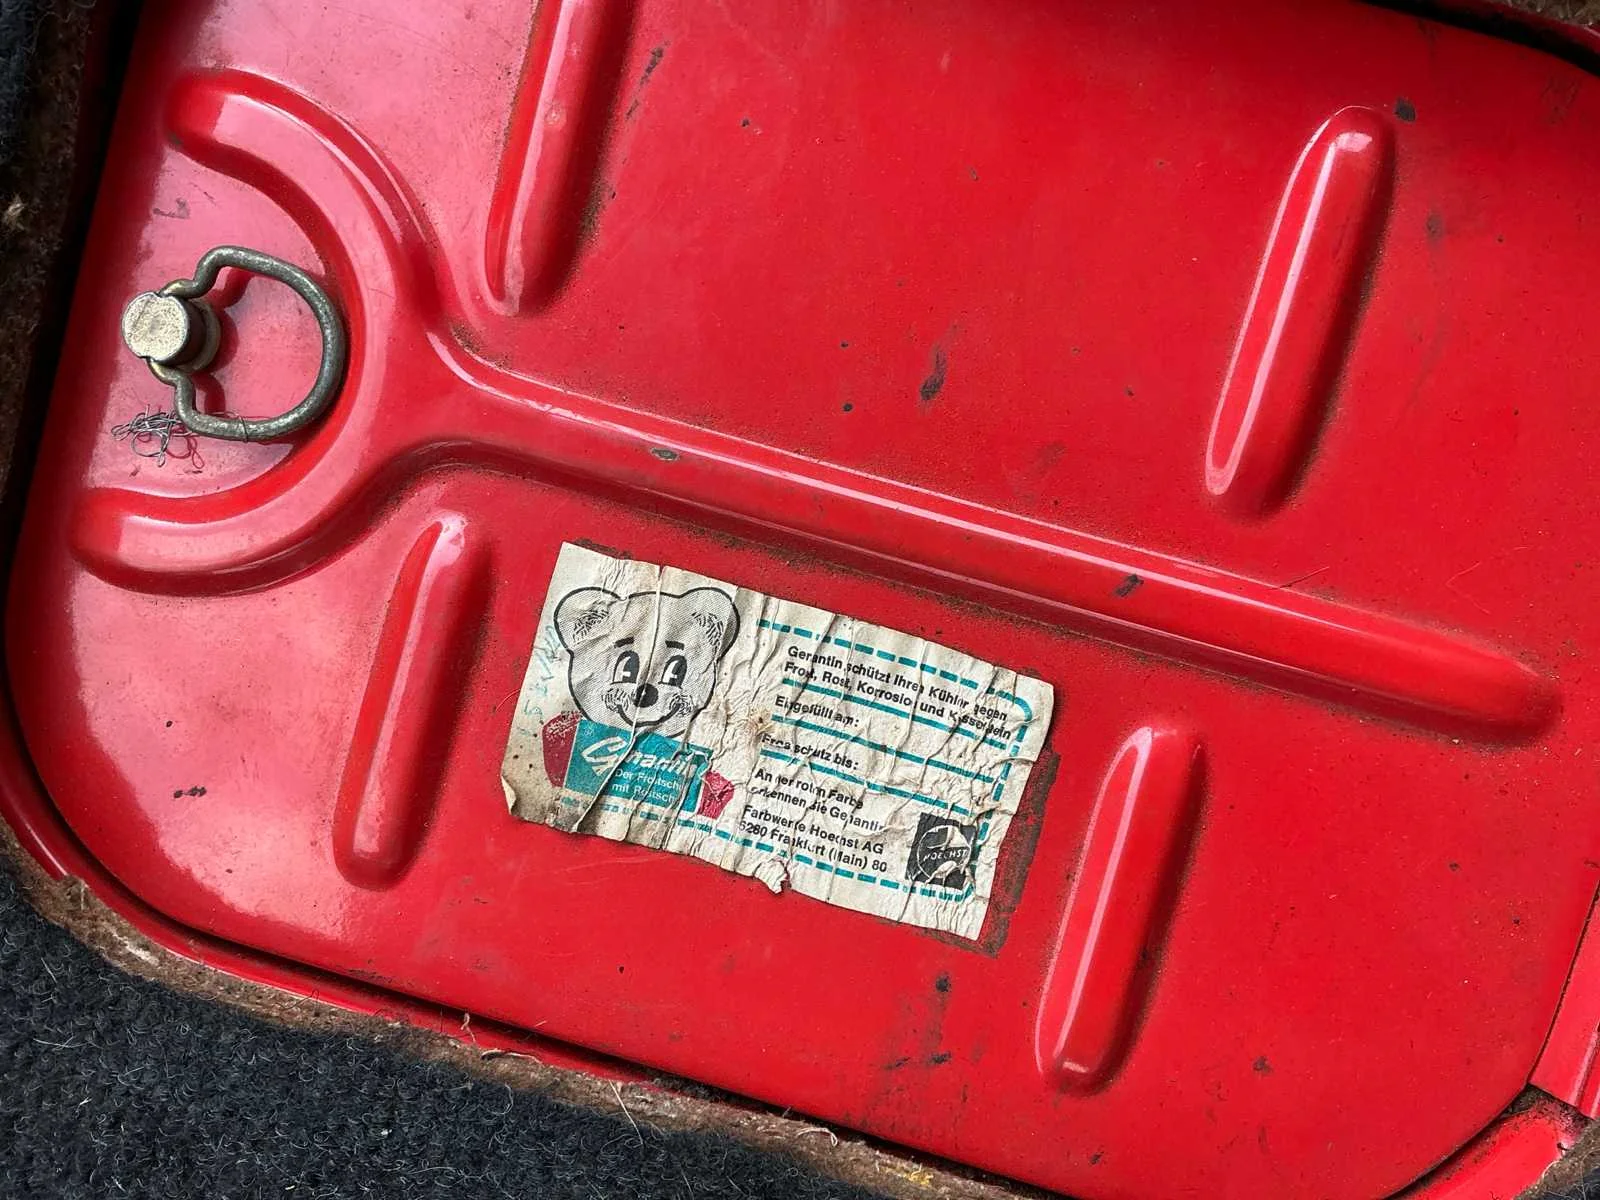 Genantin
Der Frostschutz
mit Rostschutz
Genantin schützt Ihren Kühler gegen
Frost, Rost, Korrosion und Kesselstein
Eingefüllt am:
Frostschutz bis:
An der roten Farbe
erkennen Sie Genantin
Farbwerke Hoechst AG
6280 Frankfurt (Main) 80
HOECHST